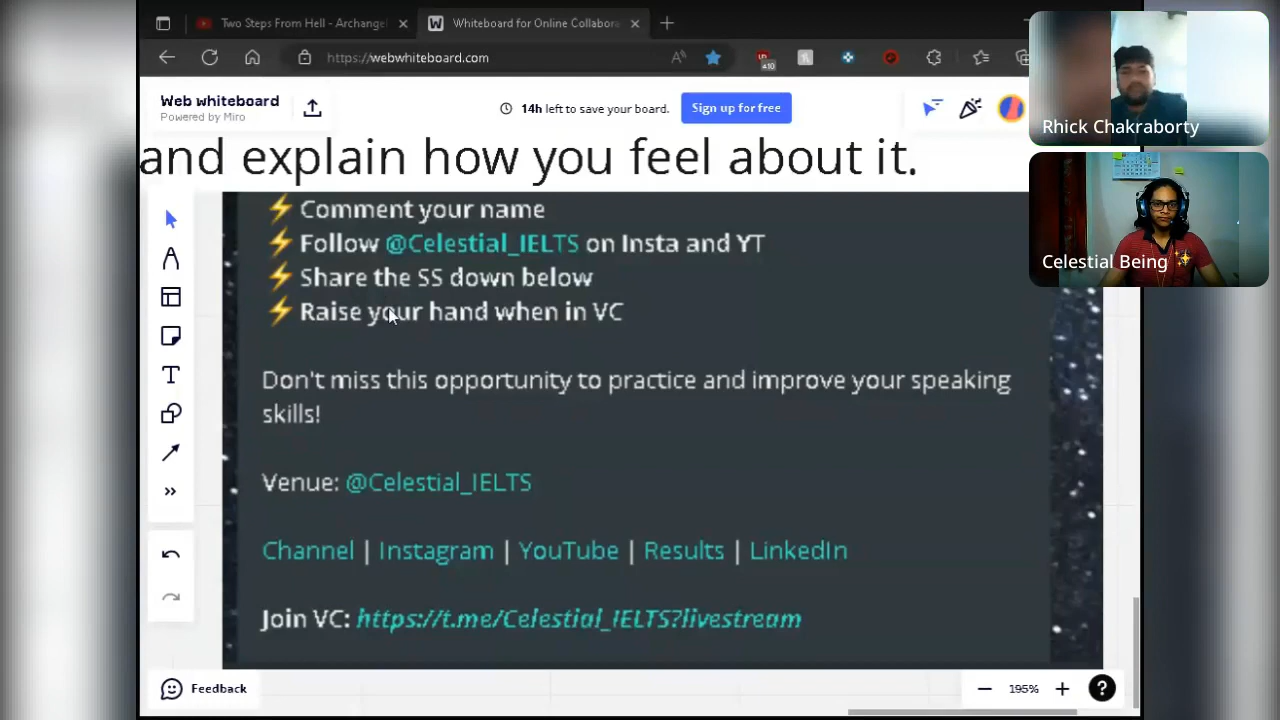 Two Steps From Hell - Archange
Whiteboard for Online Collabora
https://webwhiteboard.com
Web whiteboard
Powered by Miro
14h left to save your board.
Sign up for free
Rhick Chakraborty
Celestial Being ✨
and explain how you feel about it.
⚡ Comment your name
⚡ Follow @Celestial_IELTS on Insta and YT
⚡ Share the SS down below
⚡ Raise your hand when in VC
Don't miss this opportunity to practice and improve your speaking
skills!
Venue: @Celestial_IELTS
Channel | Instagram | YouTube | Results | LinkedIn
Join VC: https://t.me/Celestial_IELTS?livestream
Feedback
195%